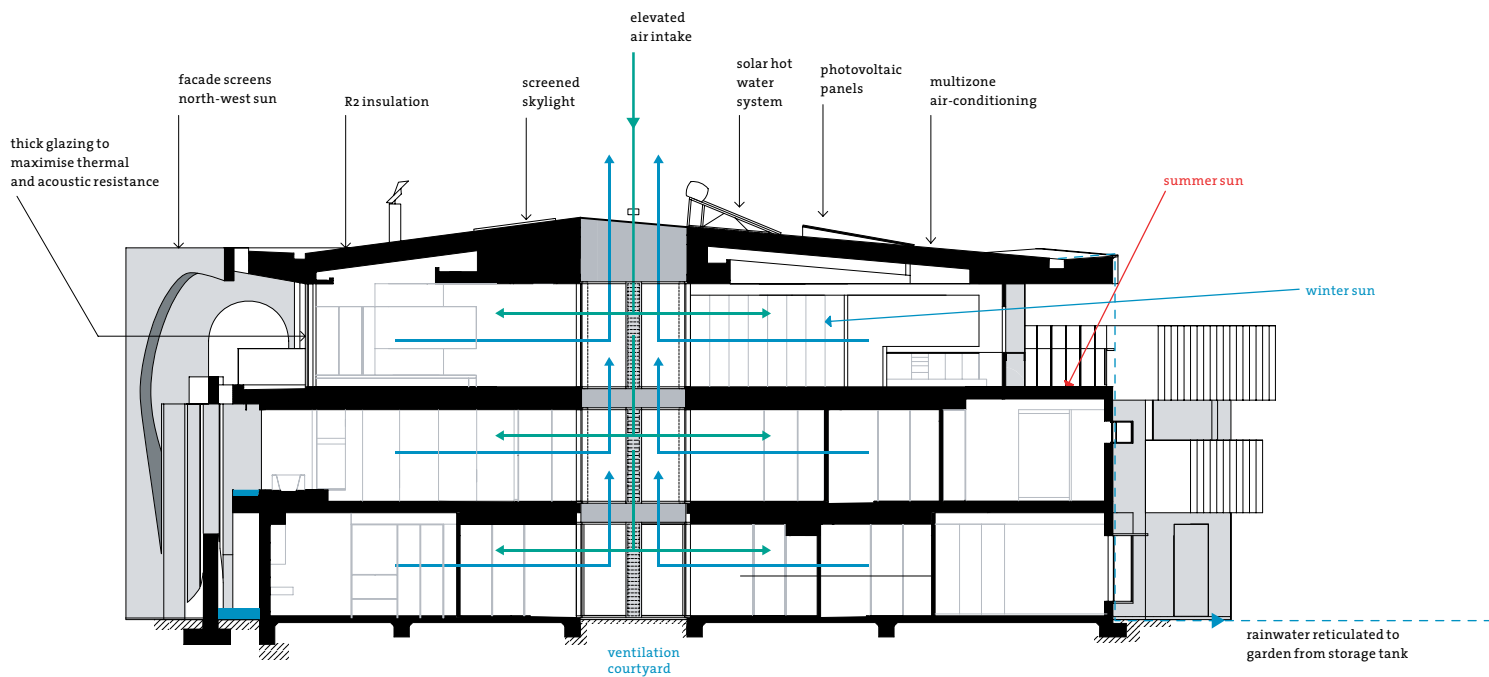 elevated
air intake
solar hot
water
system
photovoltaic
panels
multizone
air-conditioning
facade screens
north-west sun
R2 insulation
screened
skylight
thick glazing to
maximise thermal
and acoustic resistance
summer sun
winter sun
ventilation
courtyard
rainwater reticulated to
garden from storage tank